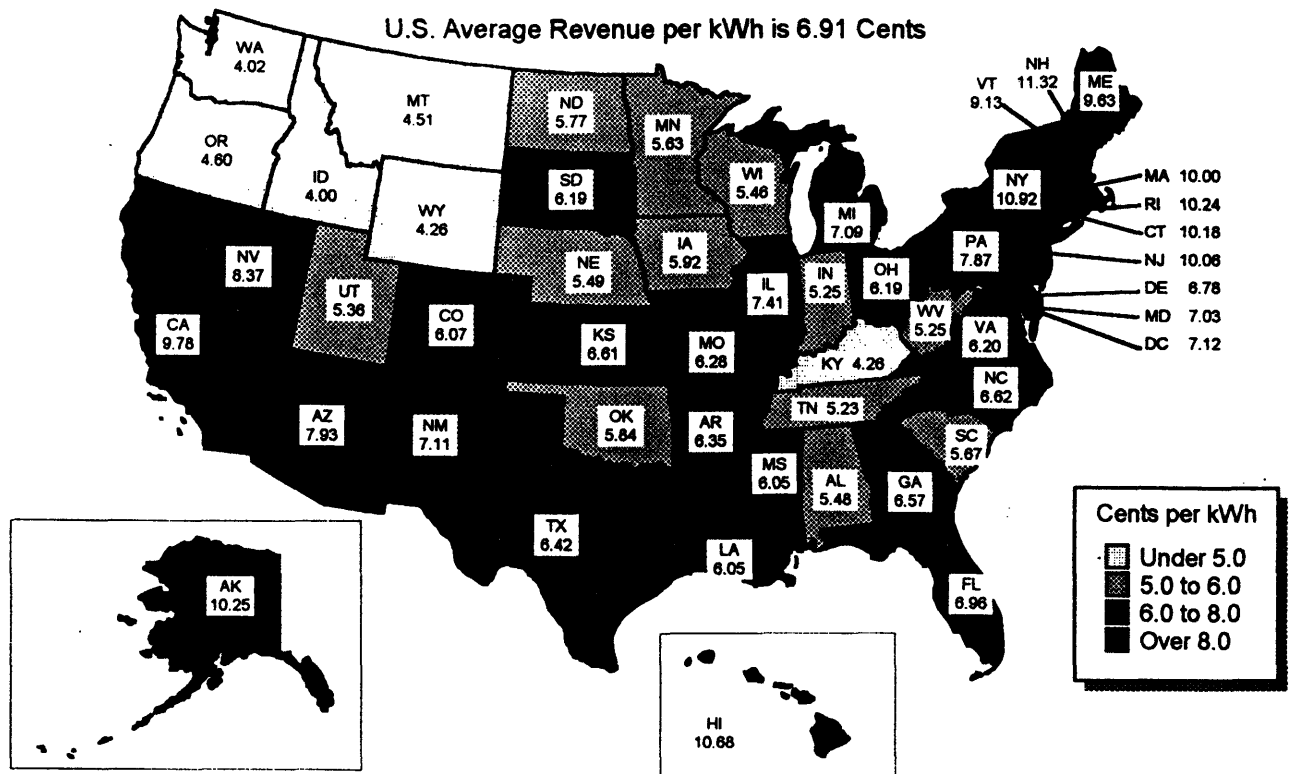 U.S. Average Revenue per kWh is 6.91 Cents
WA
4.02
MT
4.51
ND
5.77
MN
5.63
NH
11.32
VT
9.13
ME
9.63
OR
4.60
ID
4.00
WY
4.26
SD
6.19
WI
5.46
MI
7.09
NY
10.92
MA 10.00
RI 10.24
CT 10.18
NJ 10.06
DE 6.78
MD 7.03
DC 7.12
NV
6.37
UT
5.36
CO
6.07
NE
5.49
IA
5.92
IL
7.41
IN
5.25
OH
6.19
PA
7.87
WV
5.25
VA
6.20
CA
9.78
KS
6.61
MO
6.28
KY 4.26
NC
6.62
TN 5.23
AZ
7.93
NM
7.11
OK
5.84
AR
6.35
SC
5.67
MS
6.05
AL
5.48
GA
6.57
TX
6.42
LA
6.05
FL
6.96
AK
10.25
HI
10.68
Cents per kWh
Under 5.0
5.0 to 6.0
6.0 to 8.0
Over 8.0